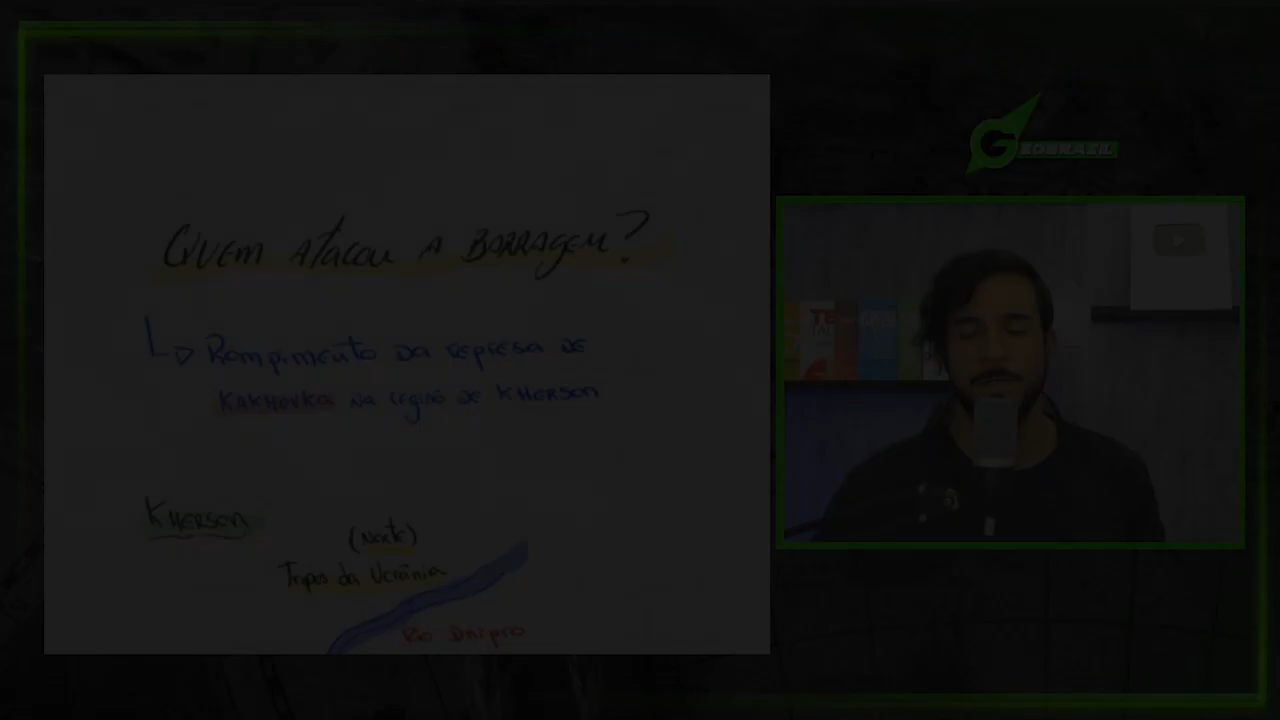 Quem atacou a Barragem?
↳ Rompimento da represa de
Kakhovka na região de Kherson
Kherson
(Norte)
Tropas da Ucrânia
Rio Dnipro
GEOBRASIL